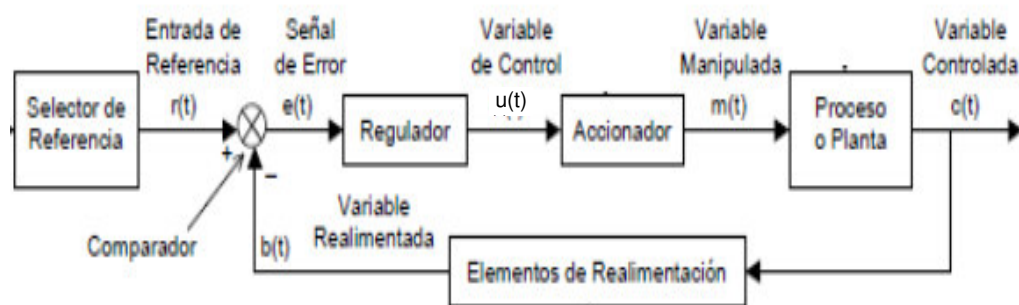 Entrada de
Referencia
r(t)
Señal
de Error
e(t)
Variable
de Control
u(t)
Variable
Manipulada
m(t)
Variable
Controlada
c(t)
Selector de
Referencia
Regulador
Accionador
Proceso
o Planta
+
−
Comparador
b(t)
Variable
Realimentada
Elementos de Realimentación